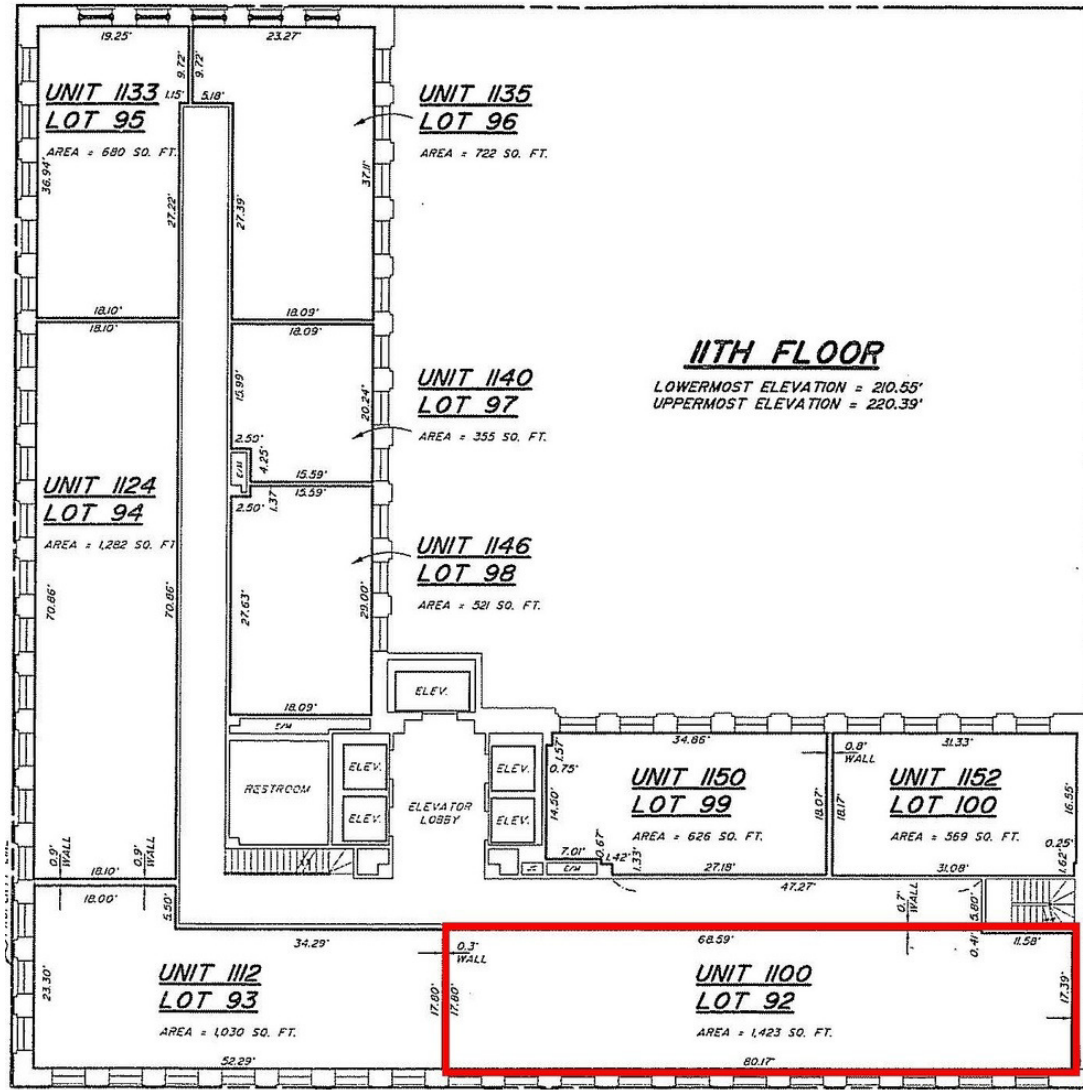 19.25'
23.27'
9.72'
9.72'
UNIT 1133
LOT 95
AREA = 680 SQ. FT.
1.15'
5.18'
UNIT 1135
LOT 96
AREA = 722 SQ. FT.
36.94'
27.22'
27.39'
37.11'
18.10'
18.09'
18.10'
18.09'
11TH FLOOR
LOWERMOST ELEVATION = 210.55'
UPPERMOST ELEVATION = 220.39'
15.99'
20.24'
UNIT 1140
LOT 97
AREA = 355 SQ. FT.
2.50'
4.25'
E/M
15.59'
15.59'
2.50'
1.37'
UNIT 1124
LOT 94
AREA = 1,282 SQ. FT
UNIT 1146
LOT 98
AREA = 521 SQ. FT.
70.86'
70.86'
27.63'
29.00'
18.09'
E/M
ELEV.
RESTROOM
ELEV.
ELEV.
ELEVATOR
LOBBY
ELEV.
ELEV.
34.86'
1.57'
0.75'
14.50'
UNIT 1150
LOT 99
AREA = 626 SQ. FT.
18.07'
0.8'
WALL
31.33'
18.17'
UNIT 1152
LOT 100
AREA = 569 SQ. FT.
16.55'
0.25'
1.62'
7.01'
0.67'
1.42'
1.33'
27.18'
31.08'
E/M
47.27'
0.9'
WALL
0.9'
WALL
18.10'
18.00'
5.50'
0.7'
WALL
5.80'
34.29'
0.3'
WALL
68.59'
0.41'
11.58'
23.30'
UNIT 1112
LOT 93
AREA = 1,030 SQ. FT.
17.80'
17.80'
UNIT 1100
LOT 92
AREA = 1,423 SQ. FT.
17.39'
52.29'
80.17'